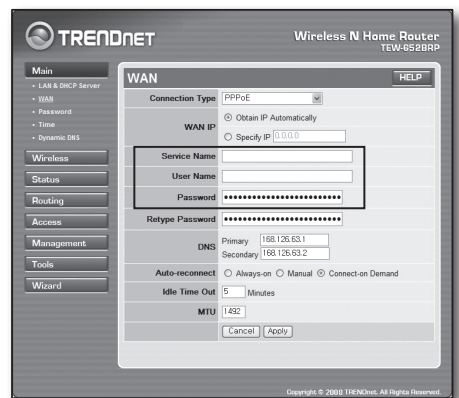 TRENDNET
Wireless N Home Router
TEW-652BRP
Main
• LAN & DHCP Server
• WAN
• Password
• Time
• Dynamic DNS
Wireless
Status
Routing
Access
Management
Tools
Wizard
WAN
HELP
Connection Type PPPoE
WAN IP Obtain IP Automatically
Specify IP 0.0.0.0
Service Name
User Name
Password
Retype Password
DNS Primary 168.126.63.1
Secondary 168.126.63.2
Auto-reconnect Always-on Manual Connect-on Demand
Idle Time Out 5 Minutes
MTU 1492
Cancel Apply
Copyright © 2008 TRENDnet. All Rights Reserved.